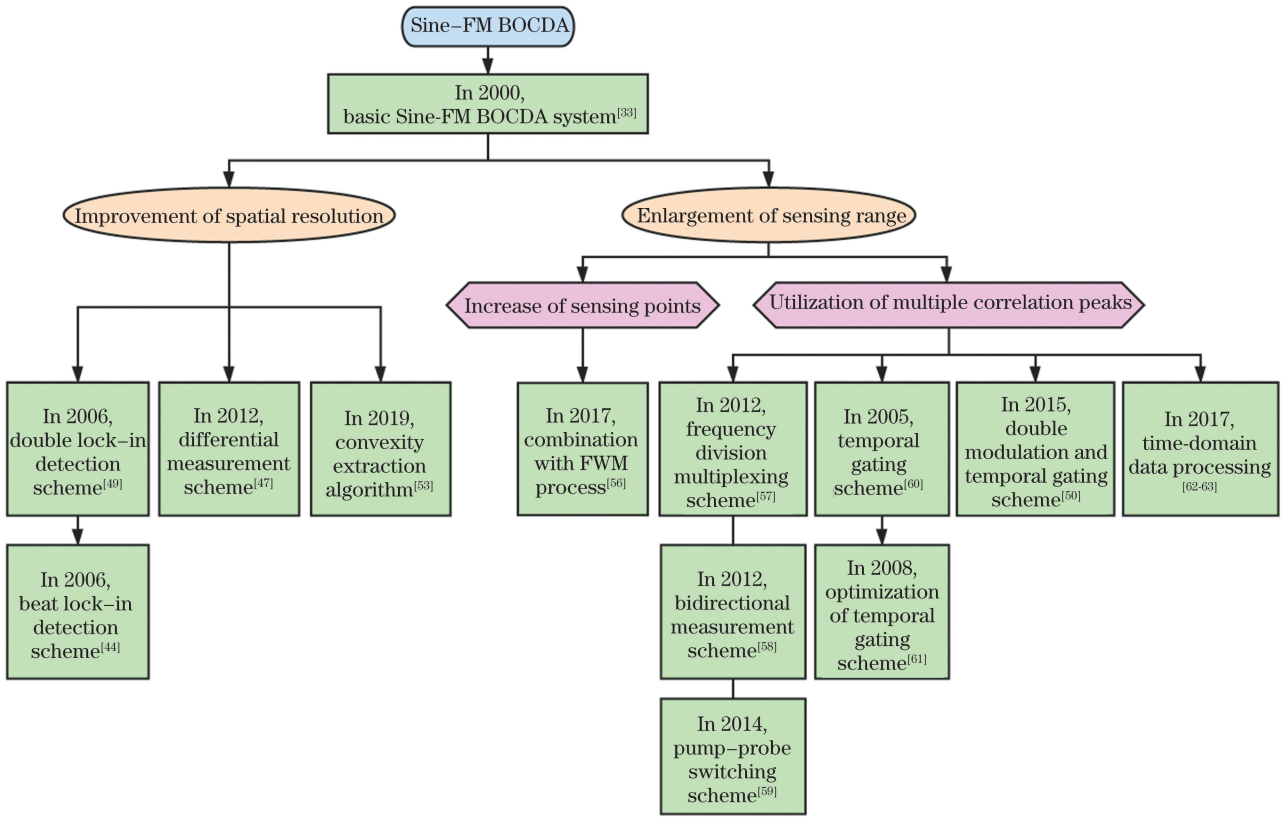 Sine–FM BOCDA
In 2000,
basic Sine-FM BOCDA system[33]
Improvement of spatial resolution
Enlargement of sensing range
Increase of sensing points
Utilization of multiple correlation peaks
In 2006,
double lock–in
detection
scheme[49]
In 2012,
differential
measurement
scheme[47]
In 2019,
convexity
extraction
algorithm[53]
In 2017,
combination
with FWM
process[56]
In 2012,
frequency
division
multiplexing
scheme[57]
In 2005,
temporal
gating
scheme[60]
In 2015,
double
modulation and
temporal gating
scheme[50]
In 2017,
time-domain
data processing
[62-63]
In 2006,
beat lock–in
detection
scheme[44]
In 2012,
bidirectional
measurement
scheme[58]
In 2008,
optimization
of temporal
gating
scheme[61]
In 2014,
pump–probe
switching
scheme[59]